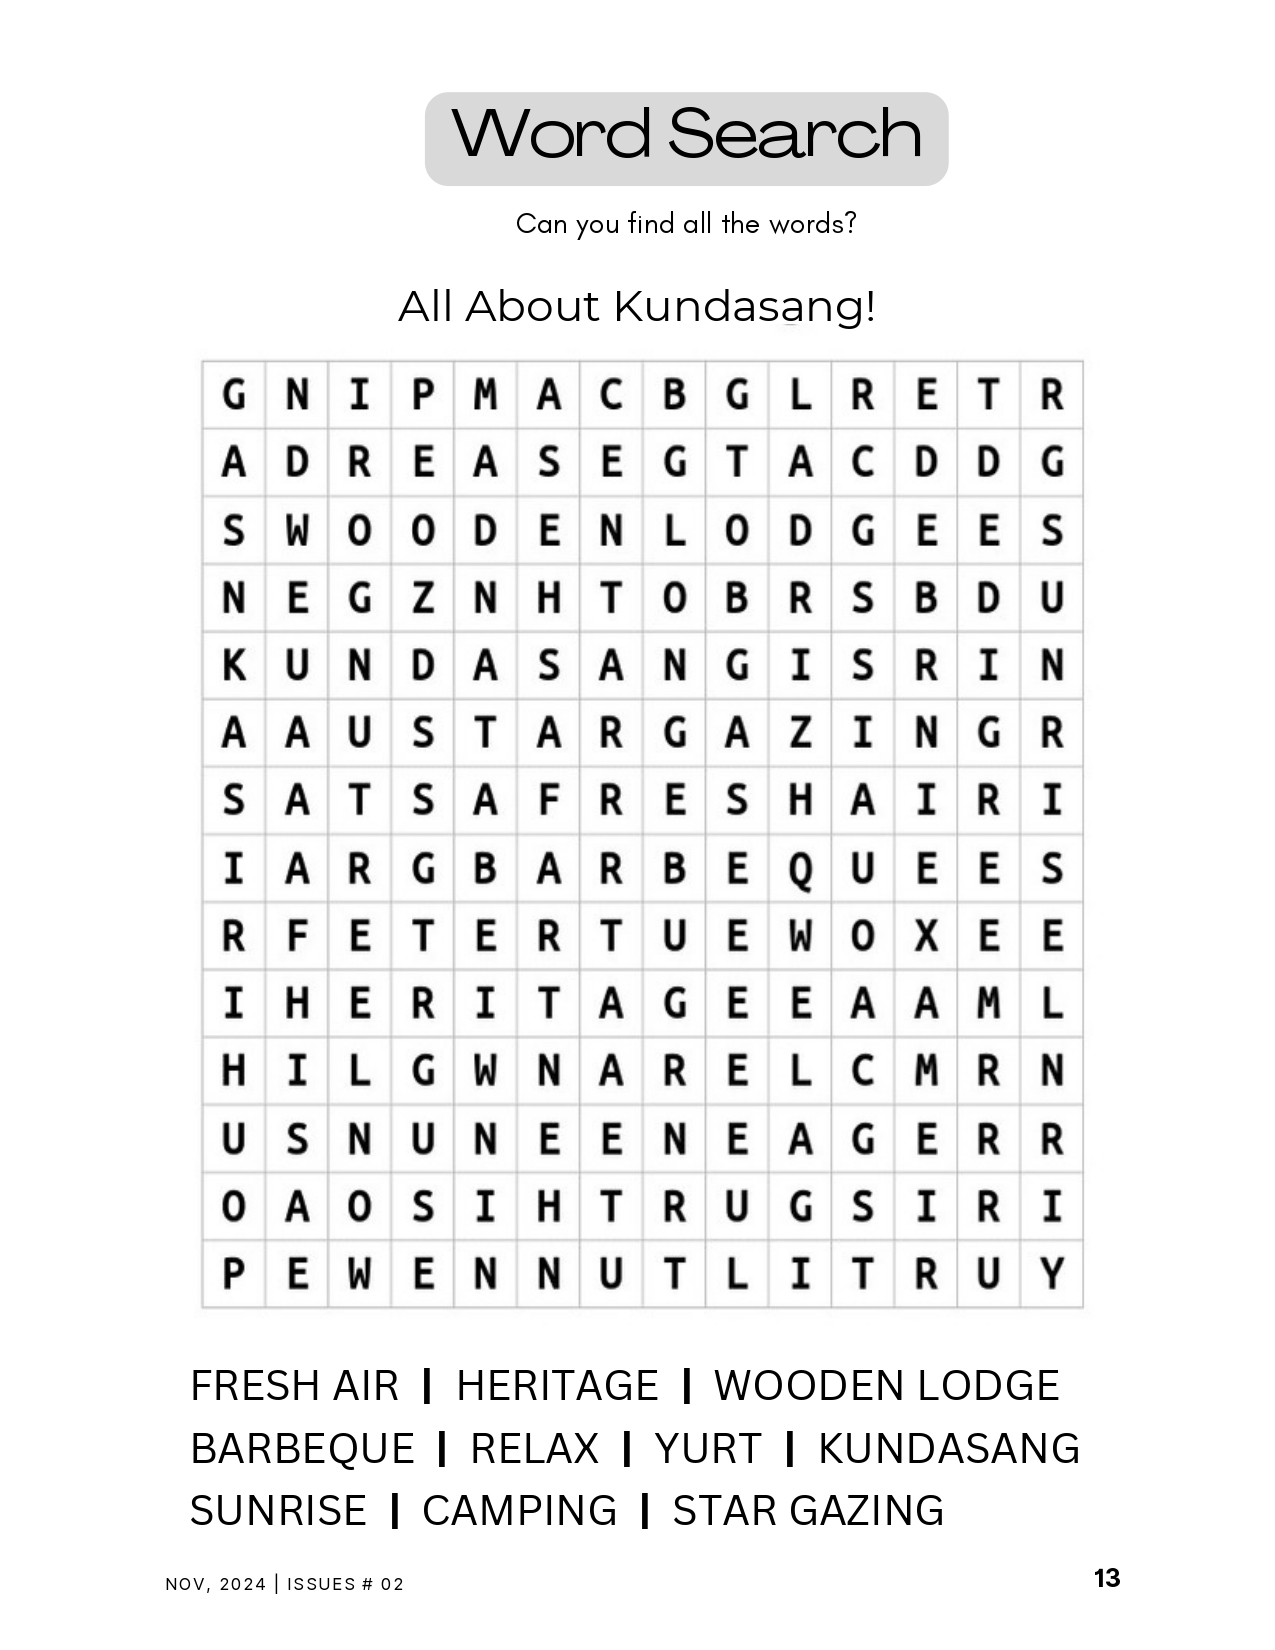 Word Search
Can you find all the words?
All About Kundasang!
G N I P M A C B G L R E T R
A D R E A S E G T A C D D G
S W O O D E N L O D G E E S
N E G Z N H T O B R S B D U
K U N D A S A N G I S R I N
A A U S T A R G A Z I N G R
S A T S A F R E S H A I R I
I A R G B A R B E Q U E E S
R F E T E R T U E W O X E E
I H E R I T A G E E A A M L
H I L G W N A R E L C M R N
U S N U N E E N E A G E R R
O A O S I H T R U G S I R I
P E W E N N U T L I T R U Y
FRESH AIR | HERITAGE | WOODEN LODGE
BARBEQUE | RELAX | YURT | KUNDASANG
SUNRISE | CAMPING | STAR GAZING
NOV, 2024 | ISSUES # 02
13